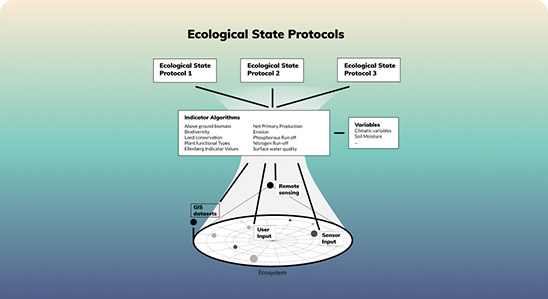 Ecological State Protocols
Ecological State
Protocol 1
Ecological State
Protocol 2
Ecological State
Protocol 3
Indicator Algorithms
Above ground biomass
Biodiversity
Land conservation
Plant functional Types
Ellenberg Indicator Values
Net Primary Production
Erosion
Phosphorous Run-off
Nitrogen Run-off
Surface water quality
Variables
Climatic variables
Soil Moisture
...
Remote
sensing
GIS
datasets
User
Input
Sensor
Input
Ecosystem